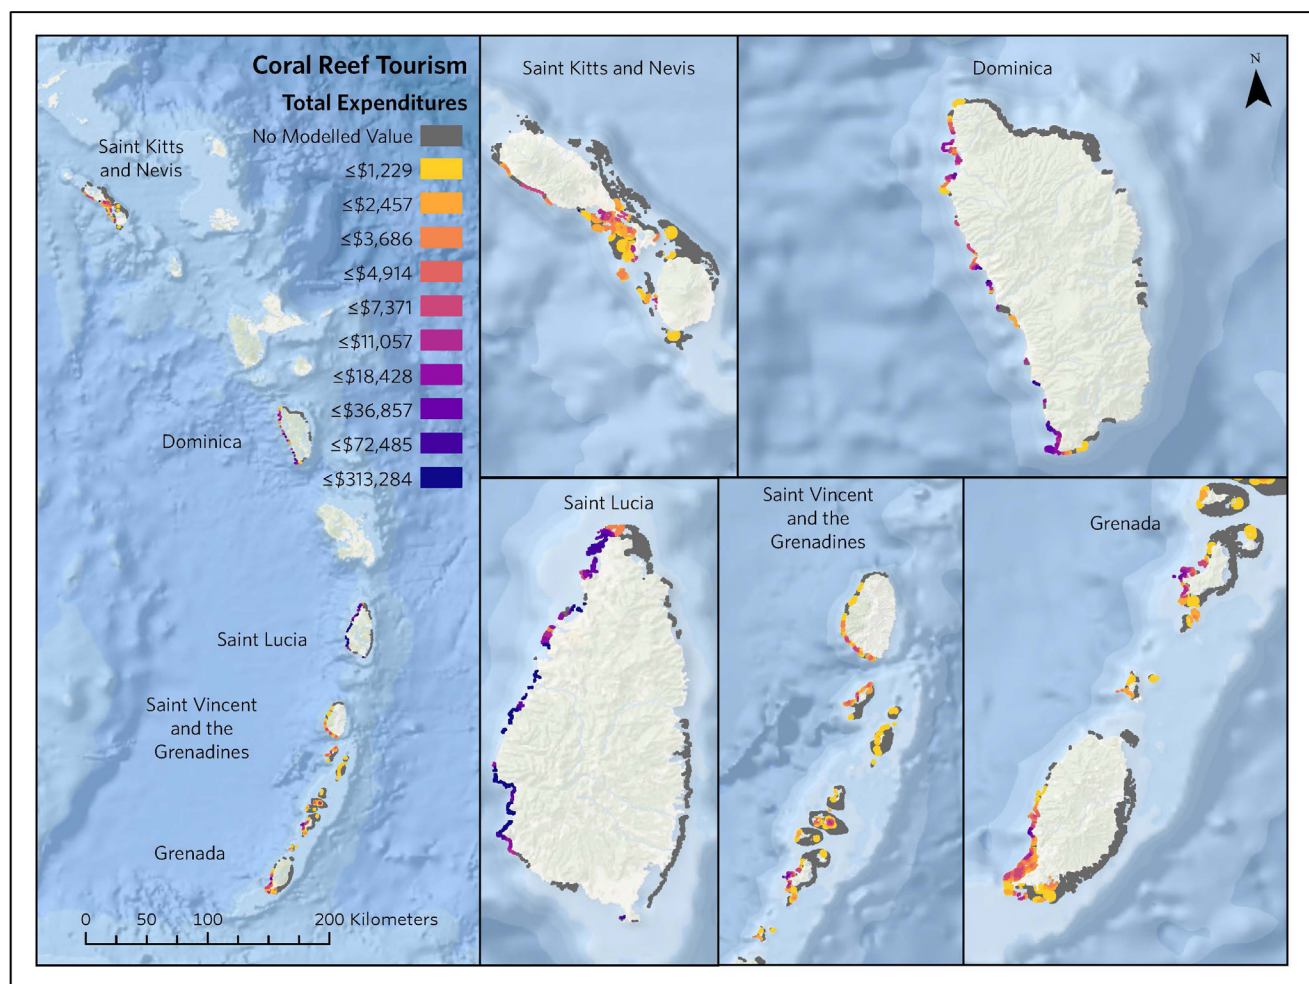 Coral Reef Tourism
Total Expenditures
No Modelled Value
≤$1,229
≤$2,457
≤$3,686
≤$4,914
≤$7,371
≤$11,057
≤$18,428
≤$36,857
≤$72,485
≤$313,284
Saint Kitts
and Nevis
Dominica
Saint Lucia
Saint Vincent
and the
Grenadines
Grenada
0 50 100 200 Kilometers
Saint Kitts and Nevis
Dominica
N
Saint Lucia
Saint Vincent
and the
Grenadines
Grenada